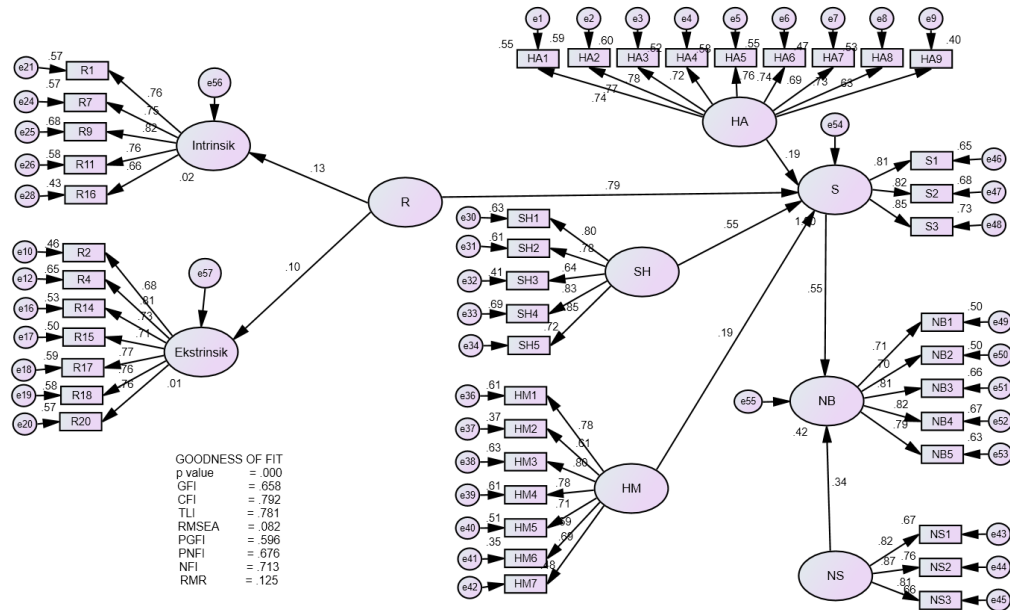 e1 e2 e3 e4 e5 e6 e7 e8 e9
.55 .59 .60 .52 .58 .55 .47 .53 .40
HA1 HA2 HA3 HA4 HA5 HA6 HA7 HA8 HA9
.74 .77 .78 .72 .76 .74 .69 .73 .63
HA
e21 .57 R1 .76
e24 .57 R7 .75
e25 .68 R9 .82
e26 .58 R11 .76
e28 .43 R16 .66
e56
Intrinsik
.02
.13
R
.79
.19
e54
S
.81 S1 .65 e46
.82 S2 .68 e47
.85 S3 .73 e48
e10 .46 R2 .68
e12 .65 R4 .81
e16 .53 R14 .73
e17 .50 R15 .71
e18 .59 R17 .77
e19 .58 R18 .76
e20 .57 R20 .76
e57
Ekstrinsik
.01
.10
e30 .63 SH1 .80
e31 .61 SH2 .78
e32 .41 SH3 .64
e33 .69 SH4 .83
e34 SH5 .72
.85
SH
.55
.55
e36 .61 HM1 .78
e37 .37 HM2 .61
e38 .63 HM3 .80
e39 .61 HM4 .78
e40 .51 HM5 .71
e41 .35 HM6
e42 HM7
.69
HM
.19
e55
NB
.42
.71 NB1 .50 e49
.70 NB2 .50 e50
.81 NB3 .66 e51
.82 NB4 .67 e52
.79 NB5 .63 e53
.34
NS
.82 NS1 .67 e43
.87 NS2 .76 e44
.81 NS3 .66 e45
GOODNESS OF FIT
p value = .000
GFI = .658
CFI = .792
TLI = .781
RMSEA = .082
PGFI = .596
PNFI = .676
NFI = .713
RMR = .125